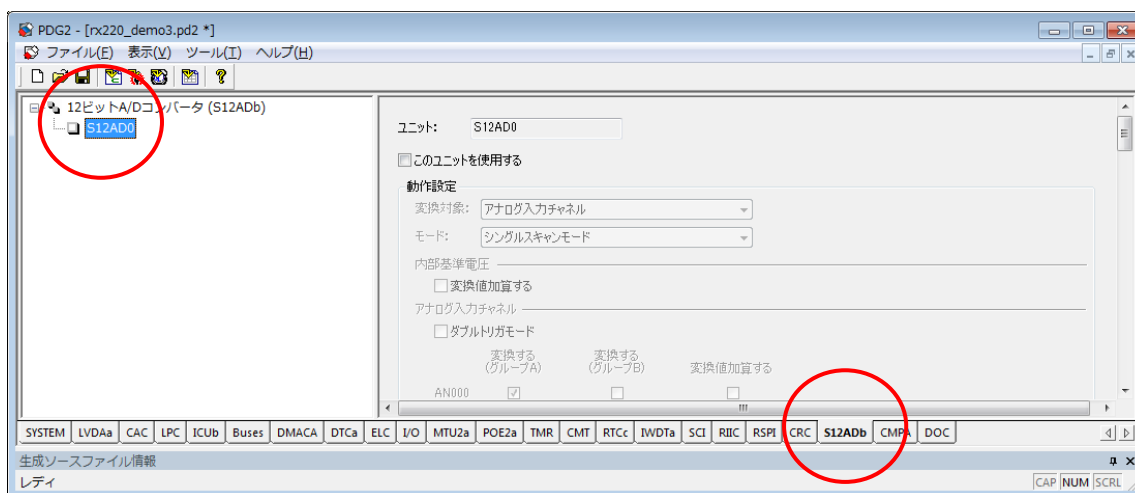 PDG2 - [rx220_demo3.pd2 *]
ファイル(F) 表示(V) ツール(T) ヘルプ(H)
12ビットA/Dコンバータ (S12ADb)
S12AD0
ユニット: S12AD0
このユニットを使用する
動作設定
変換対象: アナログ入力チャネル
モード: シングルスキャンモード
内部基準電圧
変換値加算する
アナログ入力チャネル
ダブルトリガモード
変換する 変換する
(グループA) (グループB) 変換値加算する
AN000
SYSTEM LVDAa CAC LPC ICUb Buses DMACA DTCa ELC I/O MTU2a POE2a TMR CMT RTCc IWDTa SCI RIIC RSPI CRC S12ADb CMPA DOC
生成ソースファイル情報
レディ CAP NUM SCRL